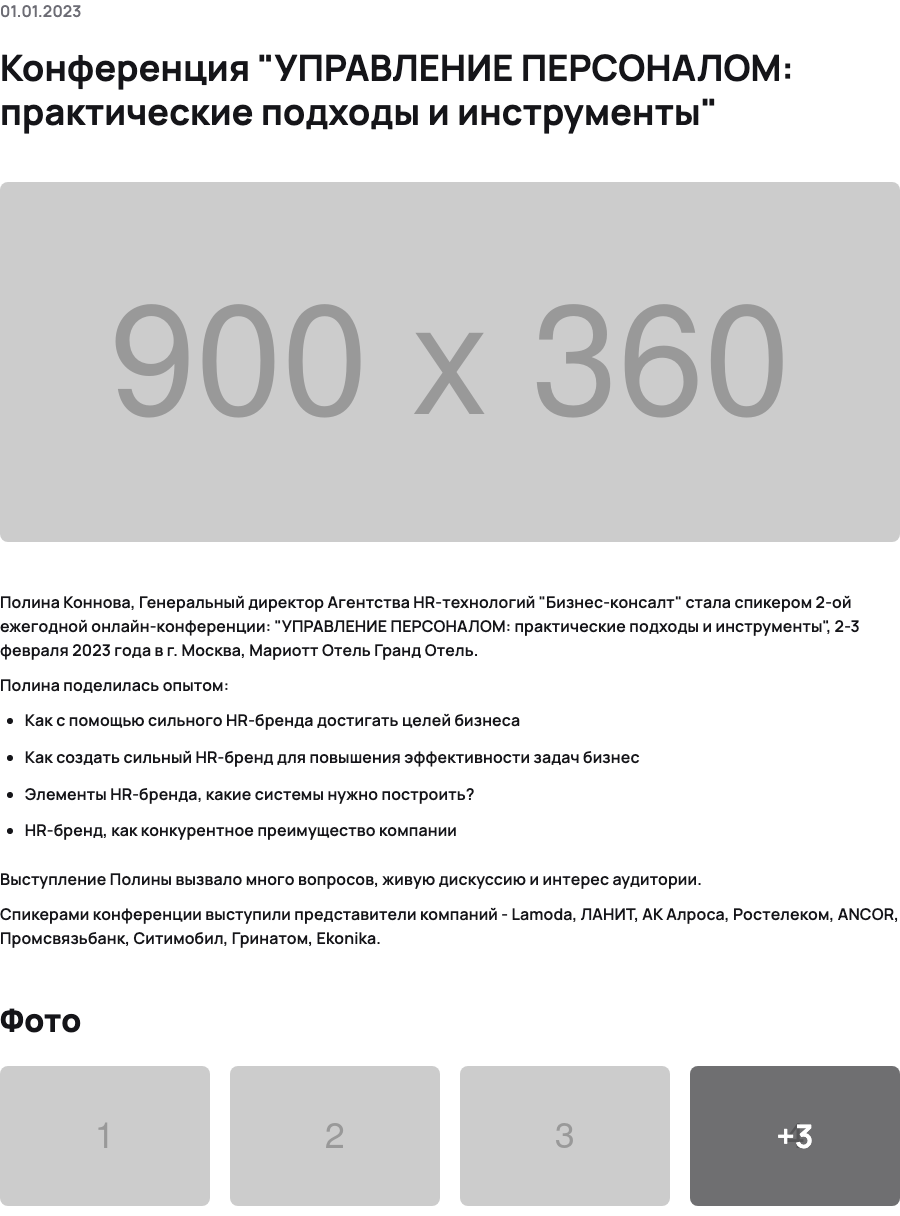 01.01.2023
Конференция "УПРАВЛЕНИЕ ПЕРСОНАЛОМ:
практические подходы и инструменты"
900 x 360
Полина Коннова, Генеральный директор Агентства HR-технологий "Бизнес-консалт" стала спикером 2-ой
ежегодной онлайн-конференции: "УПРАВЛЕНИЕ ПЕРСОНАЛОМ: практические подходы и инструменты", 2-3
февраля 2023 года в г. Москва, Мариотт Отель Гранд Отель.
Полина поделилась опытом:
• Как с помощью сильного HR-бренда достигать целей бизнеса
• Как создать сильный HR-бренд для повышения эффективности задач бизнес
• Элементы HR-бренда, какие системы нужно построить?
• HR-бренд, как конкурентное преимущество компании
Выступление Полины вызвало много вопросов, живую дискуссию и интерес аудитории.
Спикерами конференции выступили представители компаний - Lamoda, ЛАНИТ, АК Алроса, Ростелеком, ANCOR,
Промсвязьбанк, Ситимобил, Гринатом, Ekonika.
Фото
1 2 3 +3